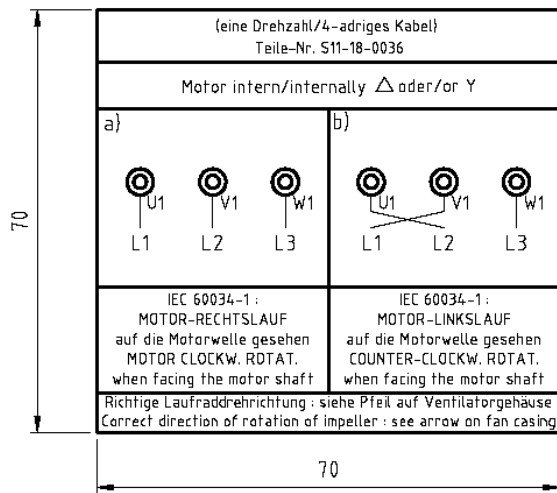 (eine Drehzahl/4-adriges Kabel)
Teile-Nr. S11-18-0036
Motor intern/internally △ oder/or Y
a)
U1 V1 W1
L1 L2 L3
b)
U1 V1 W1
L1 L2 L3
IEC 60034-1 :
MOTOR-RECHTSLAUF
auf die Motorwelle gesehen
MOTOR CLOCKW. ROTAT.
when facing the motor shaft
IEC 60034-1 :
MOTOR-LINKSLAUF
auf die Motorwelle gesehen
COUNTER-CLOCKW. ROTAT.
when facing the motor shaft
Richtige Laufraddrehrichtung : siehe Pfeil auf Ventilatorgehäuse
Correct direction of rotation of impeller : see arrow on fan casing
70
70